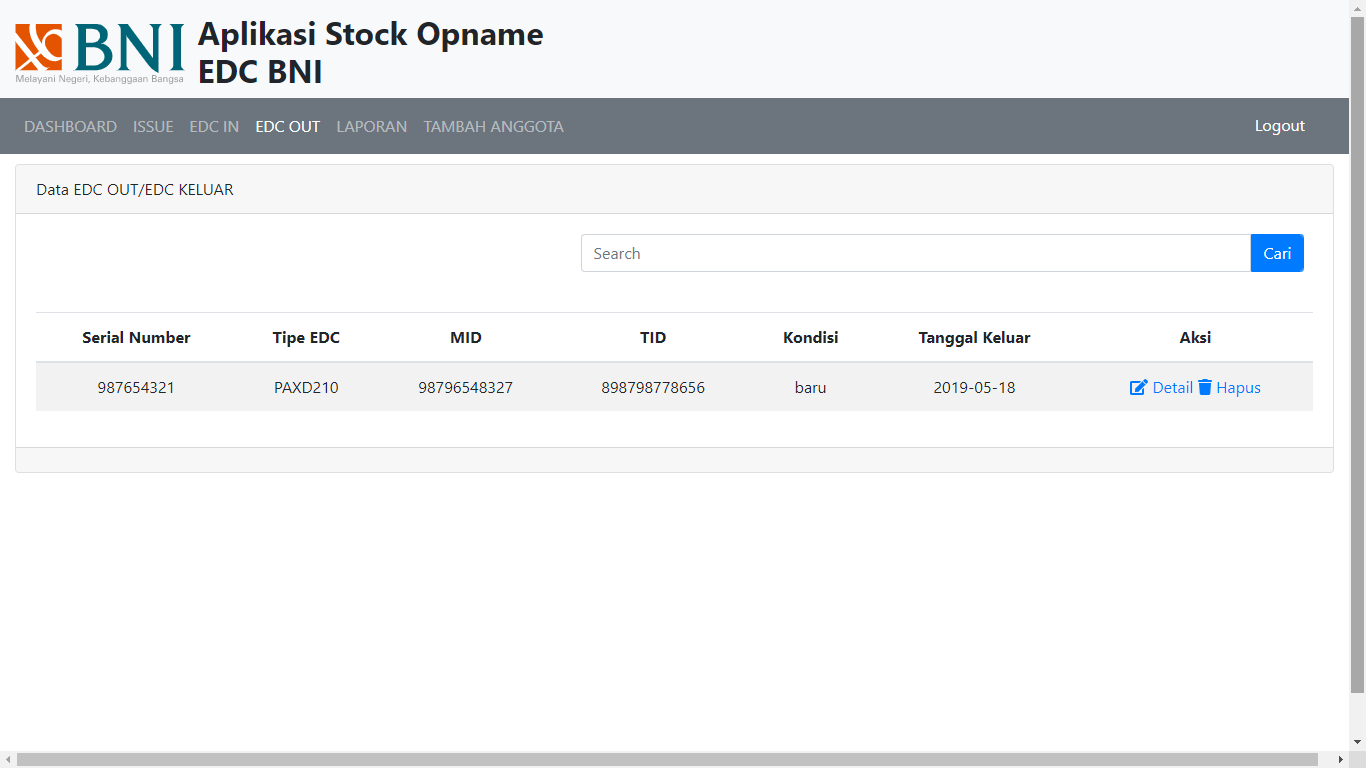 BNI
Melayani Negeri, Kebanggaan Bangsa
Aplikasi Stock Opname
EDC BNI
DASHBOARD ISSUE EDC IN EDC OUT LAPORAN TAMBAH ANGGOTA Logout
Data EDC OUT/EDC KELUAR
Search Cari
Serial Number Tipe EDC MID TID Kondisi Tanggal Keluar Aksi
987654321 PAXD210 98796548327 898798778656 baru 2019-05-18 Detail Hapus